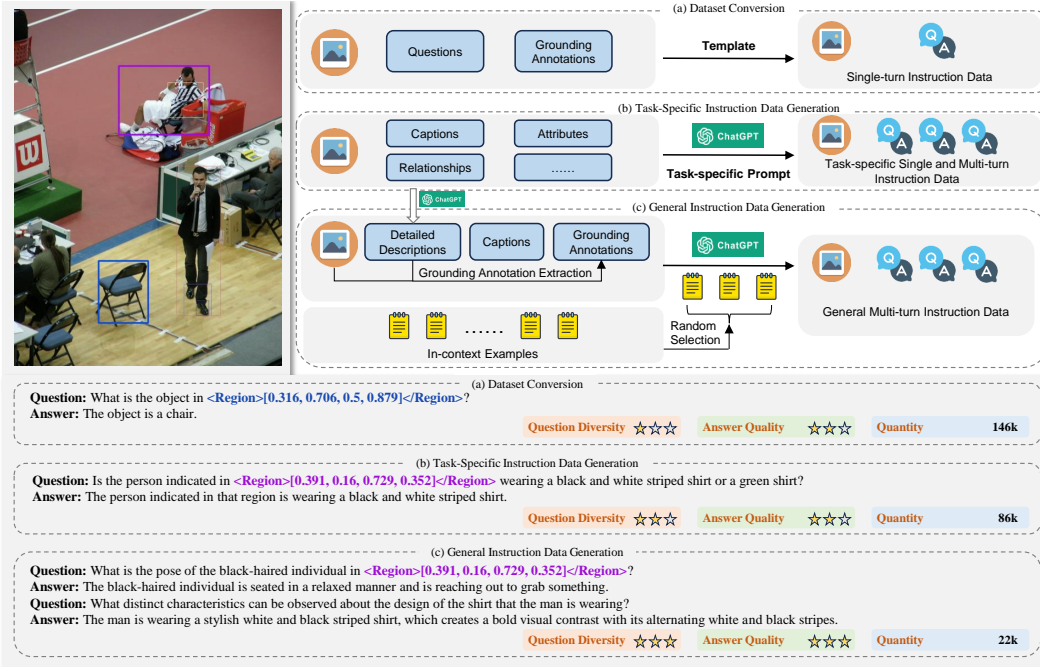 (a) Dataset Conversion
Questions
Grounding
Annotations
Template
Q
A
Single-turn Instruction Data
(b) Task-Specific Instruction Data Generation
Captions
Attributes
Relationships
......
ChatGPT
Task-specific Prompt
Q
A
Q
A
Q
A
Task-specific Single and Multi-turn
Instruction Data
ChatGPT
(c) General Instruction Data Generation
Detailed
Descriptions
Captions
Grounding
Annotations
Grounding Annotation Extraction
ChatGPT
Q
A
Q
A
Q
A
General Multi-turn Instruction Data
......
In-context Examples
Random
Selection
W
(a) Dataset Conversion
Question: What is the object in <Region>[0.316, 0.706, 0.5, 0.879]</Region>?
Answer: The object is a chair.
Question Diversity
Answer Quality
Quantity 146k
(b) Task-Specific Instruction Data Generation
Question: Is the person indicated in <Region>[0.391, 0.16, 0.729, 0.352]</Region> wearing a black and white striped shirt or a green shirt?
Answer: The person indicated in that region is wearing a black and white striped shirt.
Question Diversity
Answer Quality
Quantity 86k
(c) General Instruction Data Generation
Question: What is the pose of the black-haired individual in <Region>[0.391, 0.16, 0.729, 0.352]</Region>?
Answer: The black-haired individual is seated in a relaxed manner and is reaching out to grab something.
Question: What distinct characteristics can be observed about the design of the shirt that the man is wearing?
Answer: The man is wearing a stylish white and black striped shirt, which creates a bold visual contrast with its alternating white and black stripes.
Question Diversity
Answer Quality
Quantity 22k